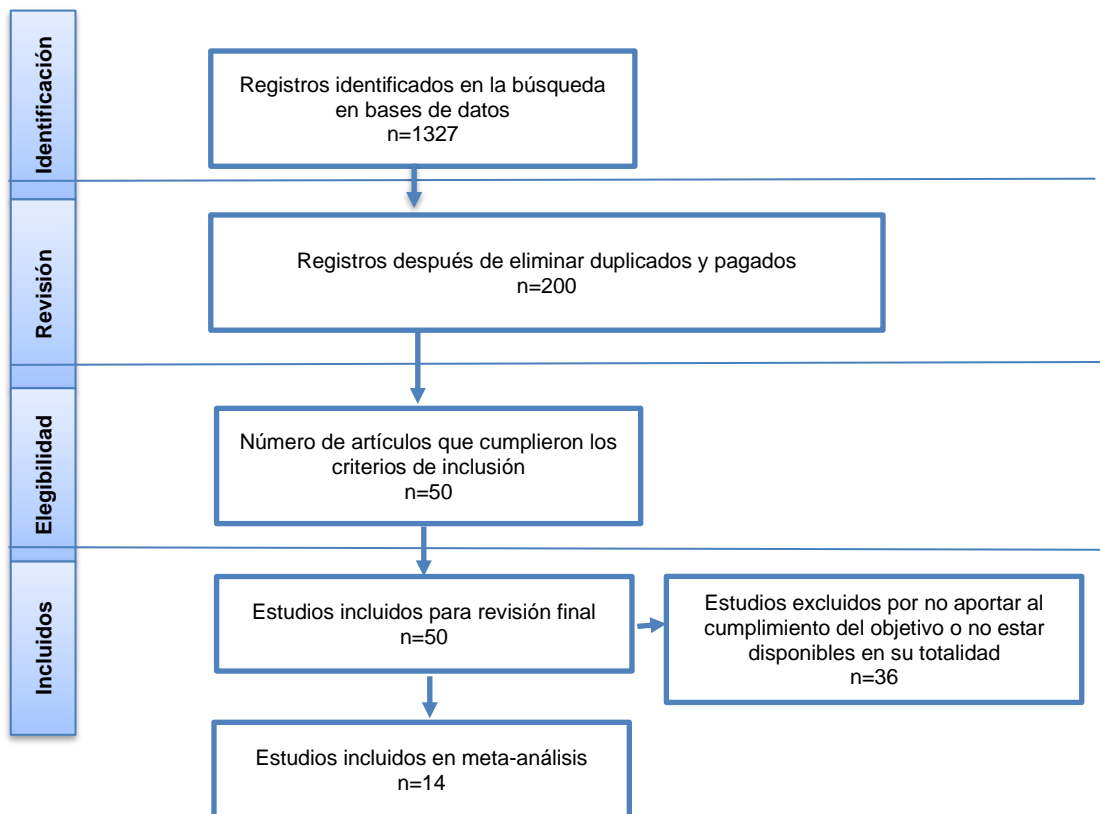 Identificación
Registros identificados en la búsqueda
en bases de datos
n=1327
Revisión
Registros después de eliminar duplicados y pagados
n=200
Elegibilidad
Número de artículos que cumplieron los
criterios de inclusión
n=50
Incluidos
Estudios incluidos para revisión final
n=50
Estudios excluidos por no aportar al
cumplimiento del objetivo o no estar
disponibles en su totalidad
n=36
Estudios incluidos en meta-análisis
n=14